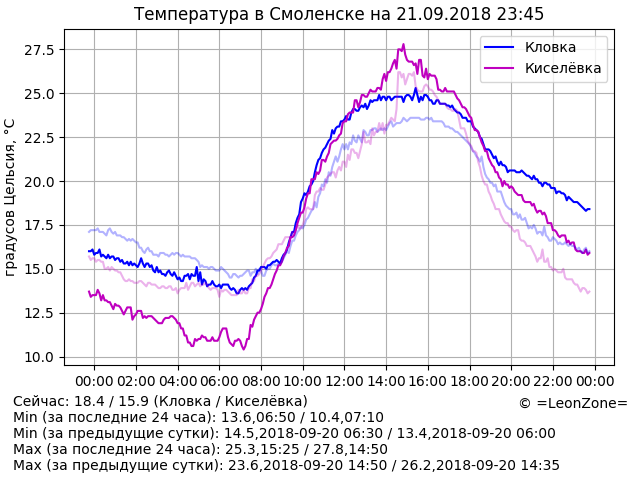 Температура в Смоленске на 21.09.2018 23:45
градусов Цельсия, °C
27.5
25.0
22.5
20.0
17.5
15.0
12.5
10.0
Кловка
Киселёвка
00:00 02:00 04:00 06:00 08:00 10:00 12:00 14:00 16:00 18:00 20:00 22:00 00:00
Сейчас: 18.4 / 15.9 (Кловка / Киселёвка)
© =LeonZone=
Min (за последние 24 часа): 13.6,06:50 / 10.4,07:10
Min (за предыдущие сутки): 14.5,2018-09-20 06:30 / 13.4,2018-09-20 06:00
Max (за последние 24 часа): 25.3,15:25 / 27.8,14:50
Max (за предыдущие сутки): 23.6,2018-09-20 14:50 / 26.2,2018-09-20 14:35